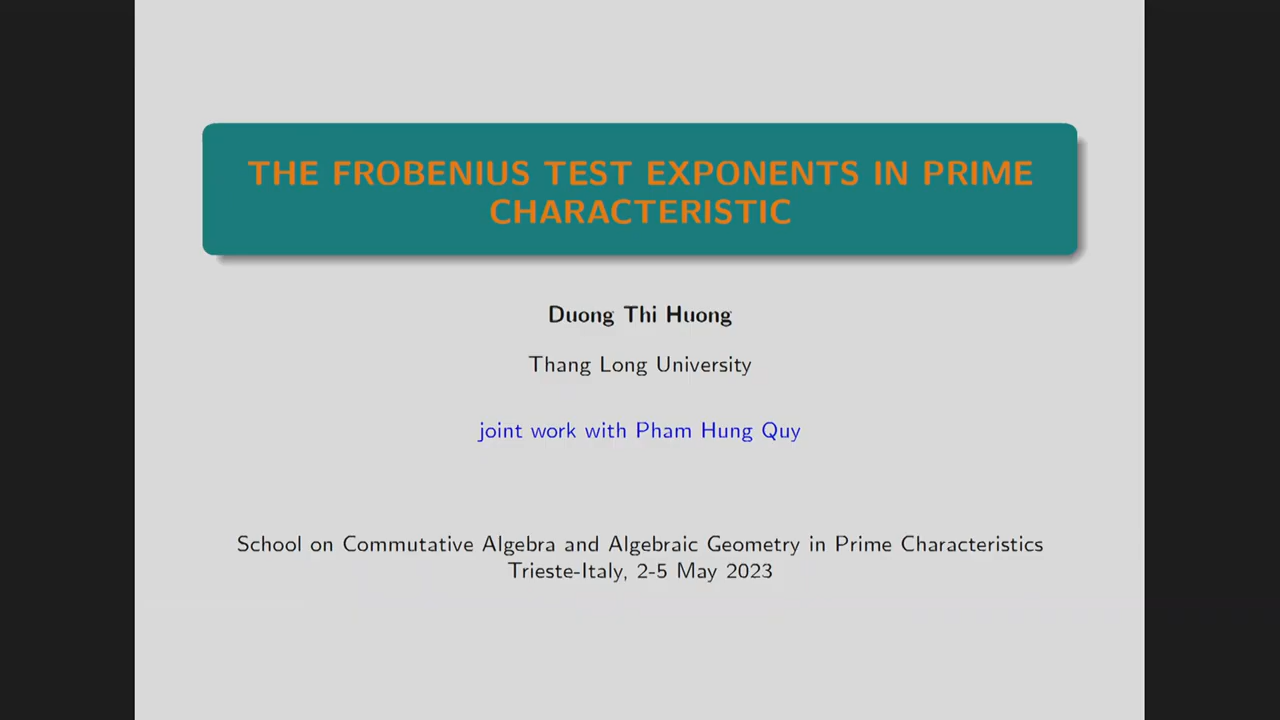 THE FROBENIUS TEST EXPONENTS IN PRIME
CHARACTERISTIC
Duong Thi Huong
Thang Long University
joint work with Pham Hung Quy
School on Commutative Algebra and Algebraic Geometry in Prime Characteristics
Trieste-Italy, 2-5 May 2023